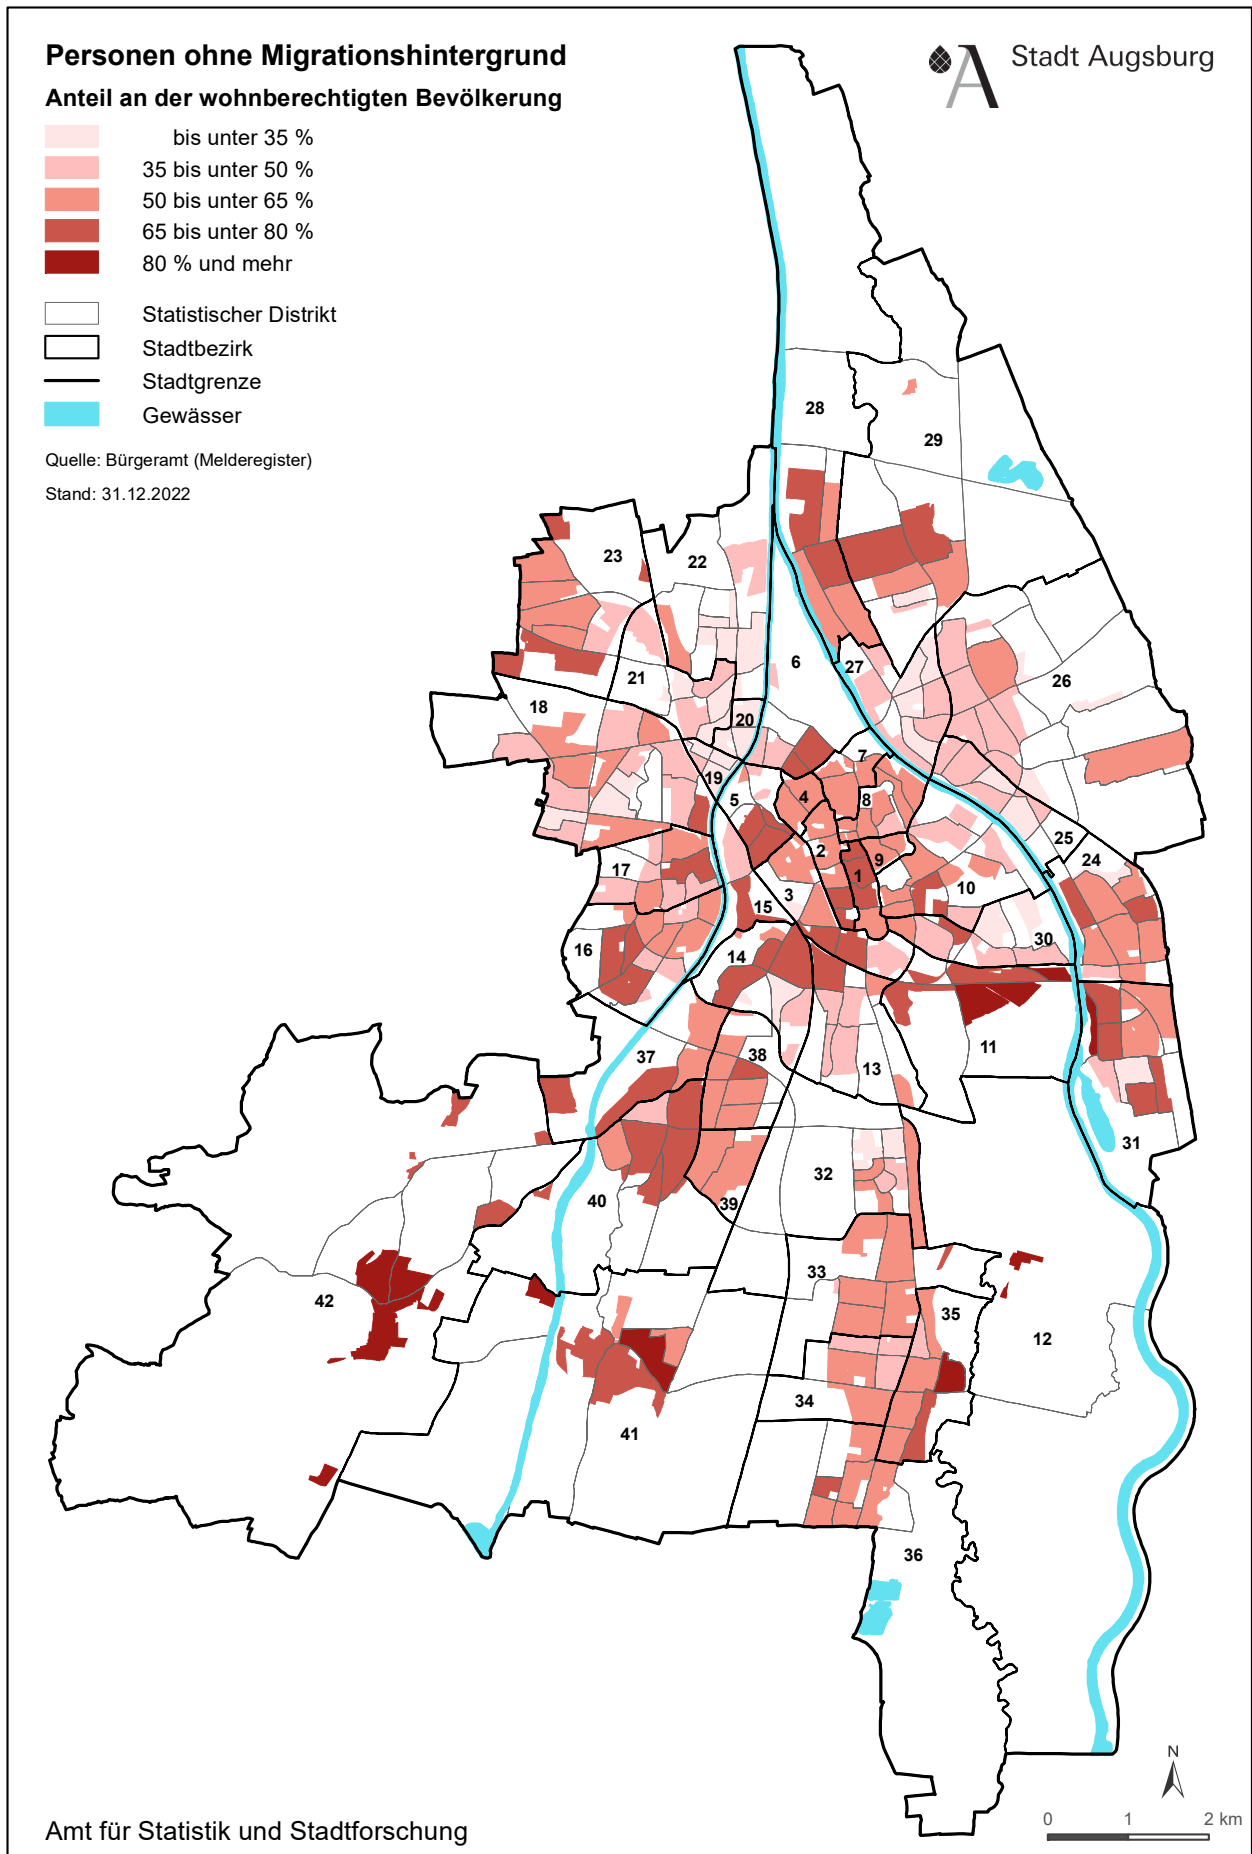 Personen ohne Migrationshintergrund
Anteil an der wohnberechtigten Bevölkerung
bis unter 35 %
35 bis unter 50 %
50 bis unter 65 %
65 bis unter 80 %
80 % und mehr
Statistischer Distrikt
Stadtbezirk
Stadtgrenze
Gewässer
Quelle: Bürgeramt (Melderegister)
Stand: 31.12.2022
A Stadt Augsburg
28
29
23
22
6
27
21
26
18
20
7
19
5
4
8
25
2
24
9
17
1
10
3
15
30
16
14
37
38
11
13
31
32
40
39
33
42
35
12
34
41
36
N
0 1 2 km
Amt für Statistik und Stadtforschung